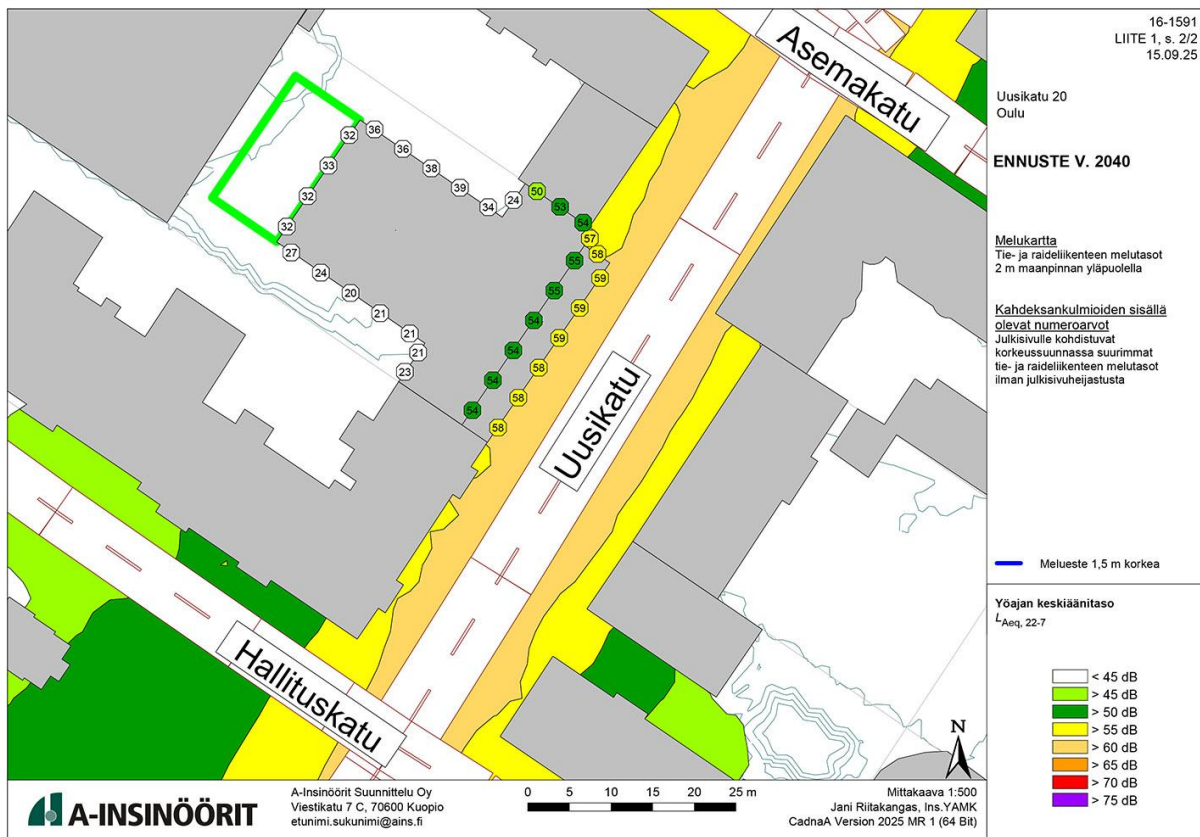 16-1591
LIITE 1, s. 2/2
15.09.25
Uusikatu 20
Oulu
ENNUSTE V. 2040
Melukartta
Tie- ja raideliikenteen melutasot
2 m maanpinnan yläpuolella
Kahdeksankulmioiden sisällä
olevat numeroarvot
Julkisivulle kohdistuvat
korkeussuunnassa suurimmat
tie- ja raideliikenteen melutasot
ilman julkisivuheijastusta
Melueste 1,5 m korkea
Yöajan keskiäänitaso
LAeq, 22-7
< 45 dB
> 45 dB
> 50 dB
> 55 dB
> 60 dB
> 65 dB
> 70 dB
> 75 dB
Asemakatu
Uusikatu
Hallituskatu
32
36
33
36
38
32
39
32
34
24
50
53
54
57
58
59
27
24
20
21
21
21
23
55
55
54
54
54
54
59
59
58
58
58
N
A-INSINÖÖRIT
A-Insinöörit Suunnittelu Oy
Viestikatu 7 C, 70600 Kuopio
etunimi.sukunimi@ains.fi
0 5 10 15 20 25 m
Mittakaava 1:500
Jani Riitakangas, Ins.YAMK
CadnaA Version 2025 MR 1 (64 Bit)